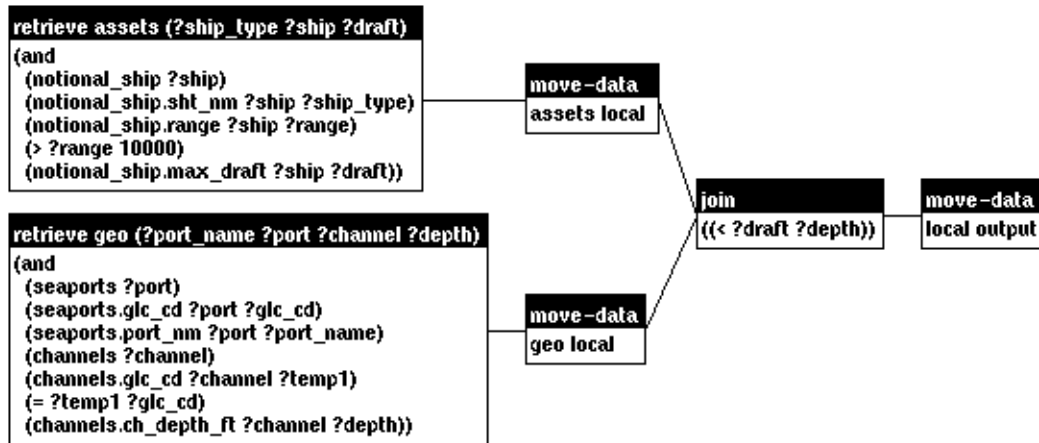 retrieve assets (?ship_type ?ship ?draft)
(and
(notional_ship ?ship)
(notional_ship.sht_nm ?ship ?ship_type)
(notional_ship.range ?ship ?range)
(> ?range 10000)
(notional_ship.max_draft ?ship ?draft))
move-data
assets local
retrieve geo (?port_name ?port ?channel ?depth)
(and
(seaports ?port)
(seaports.glc_cd ?port ?glc_cd)
(seaports.port_nm ?port ?port_name)
(channels ?channel)
(channels.glc_cd ?channel ?temp1)
(= ?temp1 ?glc_cd)
(channels.ch_depth_ft ?channel ?depth))
move-data
geo local
join
((< ?draft ?depth))
move-data
local output